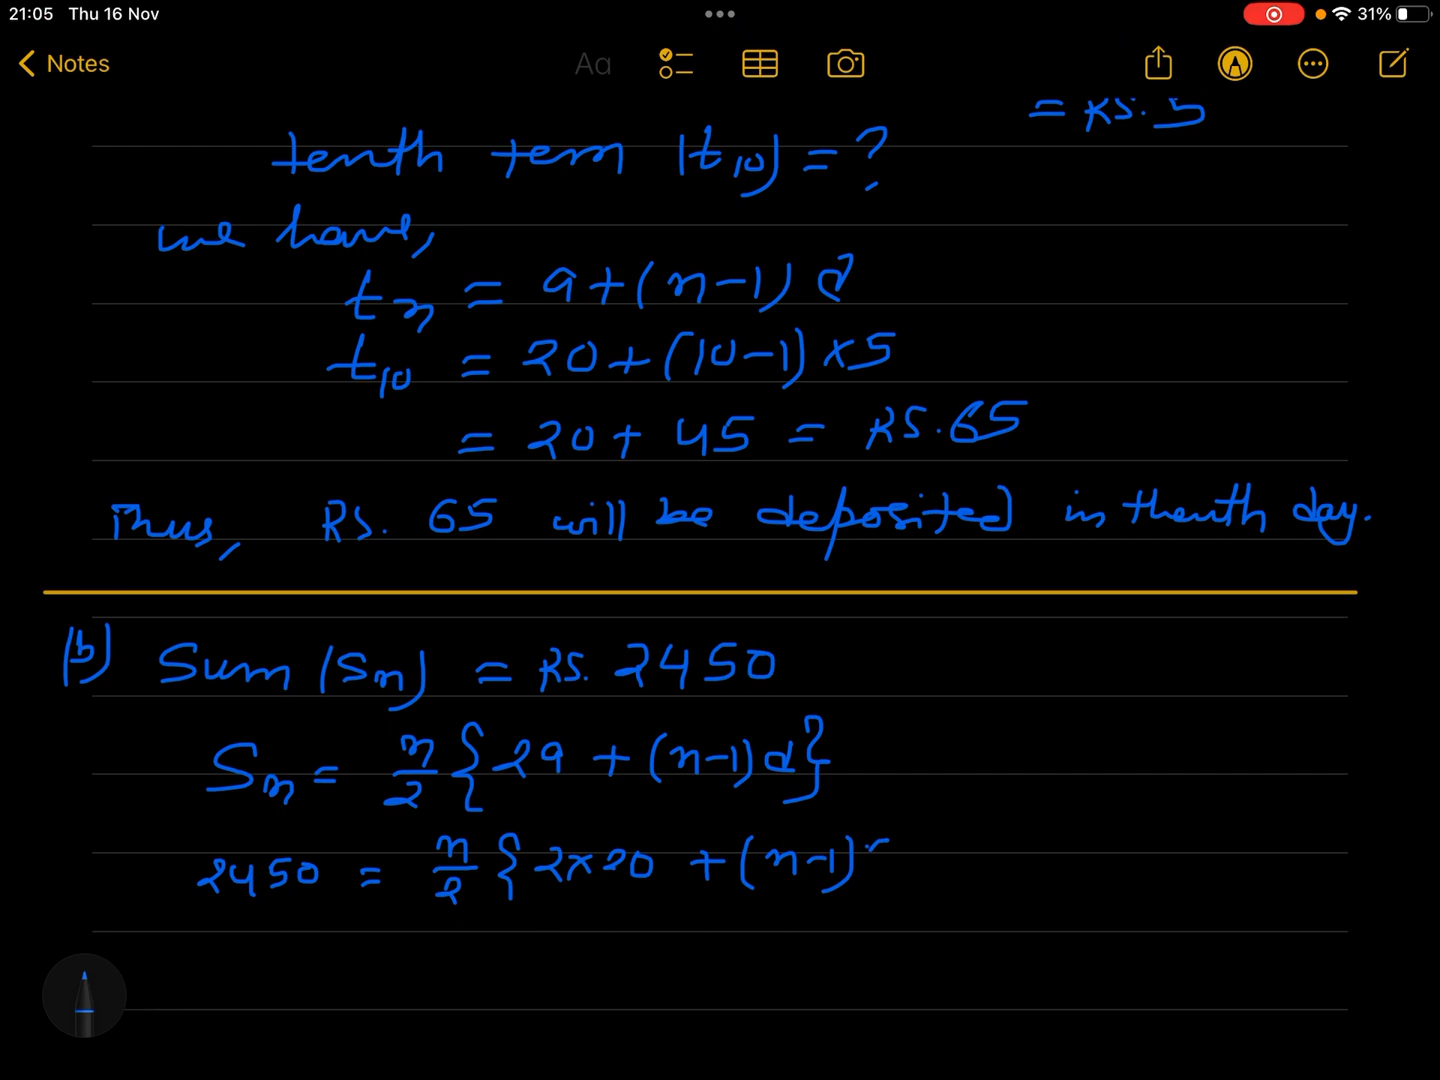 21:05 Thu 16 Nov 31%
Notes Aa
= RS. 5
tenth term (t10) = ?
we have,
tn = a + (n-1) d
t10 = 20 + (10-1) x 5
= 20 + 45 = RS. 65
Thus, RS. 65 will be deposited in thenth day.
(b) Sum (Sn) = RS. 2450
Sn = n/2 {2a + (n-1) d}
2450 = n/2 {2x20 + (n-1)